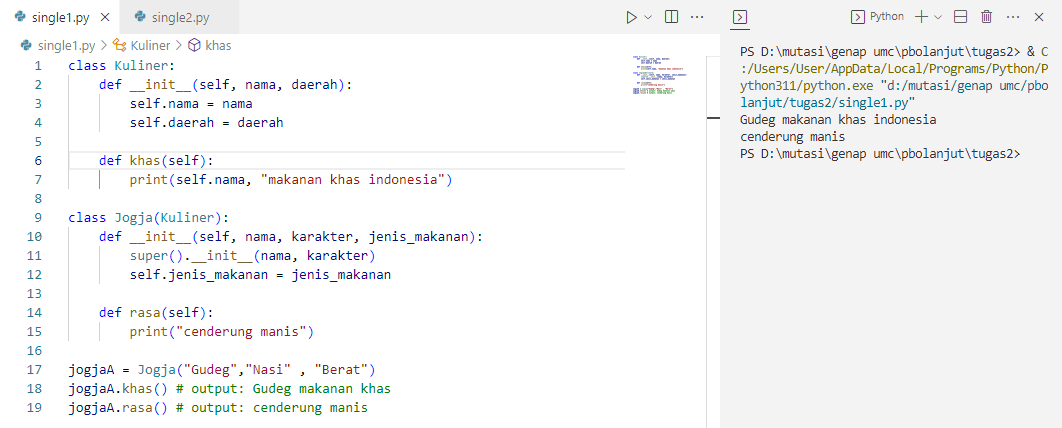 single1.py
single2.py
single1.py > Kuliner > khas
1 class Kuliner:
2 def __init__(self, nama, daerah):
3 self.nama = nama
4 self.daerah = daerah
5
6 def khas(self):
7 print(self.nama, "makanan khas indonesia")
8
9 class Jogja(Kuliner):
10 def __init__(self, nama, karakter, jenis_makanan):
11 super().__init__(nama, karakter)
12 self.jenis_makanan = jenis_makanan
13
14 def rasa(self):
15 print("cenderung manis")
16
17 jogjaA = Jogja("Gudeg","Nasi" , "Berat")
18 jogjaA.khas() # output: Gudeg makanan khas
19 jogjaA.rasa() # output: cenderung manis
Python
PS D:\mutasi\genap umc\pbolanjut\tugas2> & C
:/Users/User/AppData/Local/Programs/Python/P
ython311/python.exe "d:/mutasi/genap umc/pbo
lanjut/tugas2/single1.py"
Gudeg makanan khas indonesia
cenderung manis
PS D:\mutasi\genap umc\pbolanjut\tugas2>